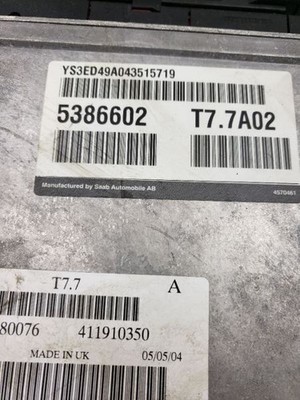 YS3ED49A043515719
5386602 T7.7A02
Manufactured by Saab Automobile AB 4570461
T7.7 A
80076 411910350
MADE IN UK 05/05/04